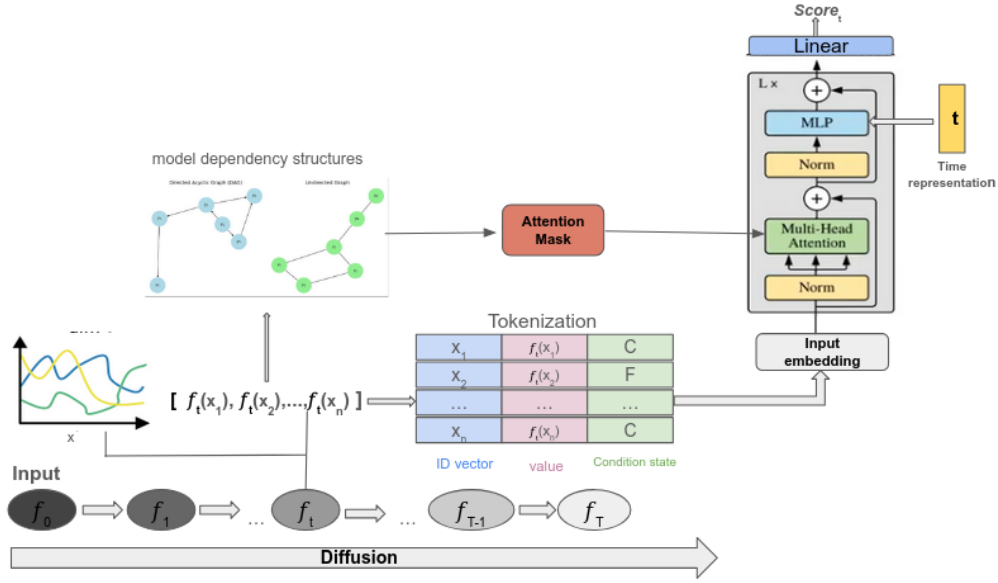 Score_t
Linear
L ×
+
MLP
t
Norm
Time
representation
model dependency structures
Directed Acyclic Graph (DAG)
Undirected Graph
+
Attention
Mask
Multi-Head
Attention
Norm
Tokenization
Input
embedding
x_1 f_t(x_1) C
x_2 f_t(x_2) F
... ... ...
x_n f_t(x_n) C
[ f_t(x_1), f_t(x_2),...,f_t(x_n) ]
x
ID vector value Condition state
Input
f_0 f_1 ... f_t ... f_T-1 f_T
Diffusion